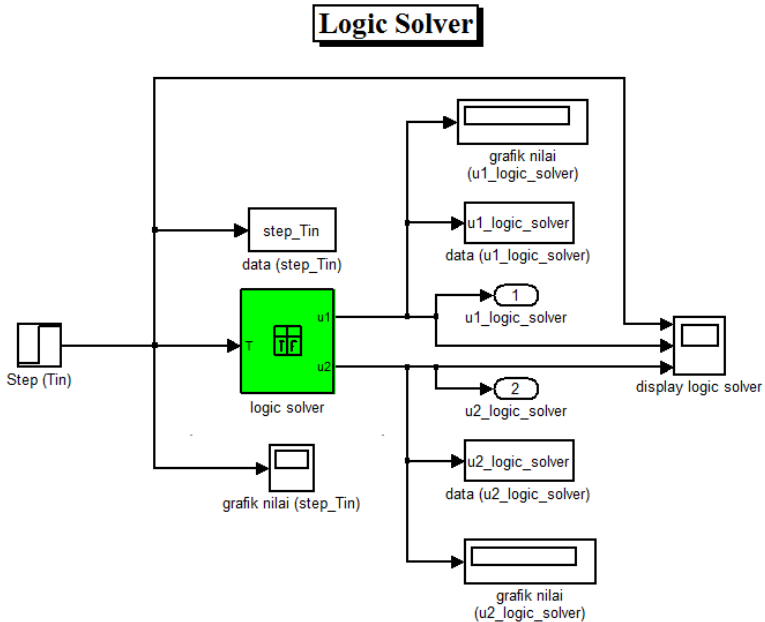 Logic Solver
grafik nilai
(u1_logic_solver)
u1_logic_solver
data (u1_logic_solver)
step_Tin
data (step_Tin)
1
u1_logic_solver
u1
T
T F
u2
logic solver
Step (Tin)
display logic solver
2
u2_logic_solver
u2_logic_solver
data (u2_logic_solver)
grafik nilai (step_Tin)
grafik nilai
(u2_logic_solver)